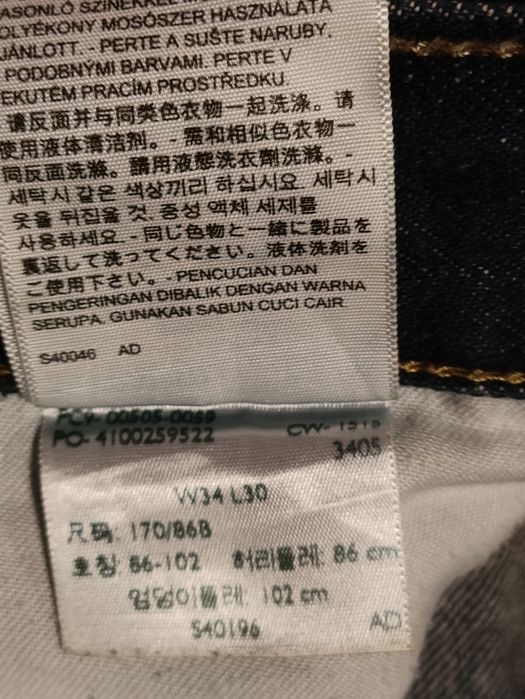 ASONLÓ SZÍNEKKEL
OLYÉKONY MOSÓSZER HASZNÁLATA
JÁNLOTT. - PERTE A SUŠTE NARUBY,
PODOBNÝMI BARVAMI. PERTE V
EKUTÉM PRACÍM PROSTŘEDKU.
请反面并与同类色衣物一起洗涤。请
使用液体清洁剂。- 需和相似色衣物一
同反面洗滌。請用液態洗衣劑洗滌。-
세탁시 같은 색상끼리 하십시요. 세탁시
옷을 뒤집을 것. 중성 액체 세제를
사용하세요. - 同じ色物と一緒に製品を
裏返して洗ってください。液体洗剤をご
使用下さい。- PENCUCIAN DAN
PENGERINGAN DIBALIK DENGAN WARNA
SERUPA. GUNAKAN SABUN CUCI CAIR
S40046 AD
PC9- 00505-0059
PO- 4100259522 CW- 1313
3405
W34 L30
尺码: 170/86B
호칭: 86-102 허리둘레: 86 cm
엉덩이둘레: 102 cm
S40196 AD